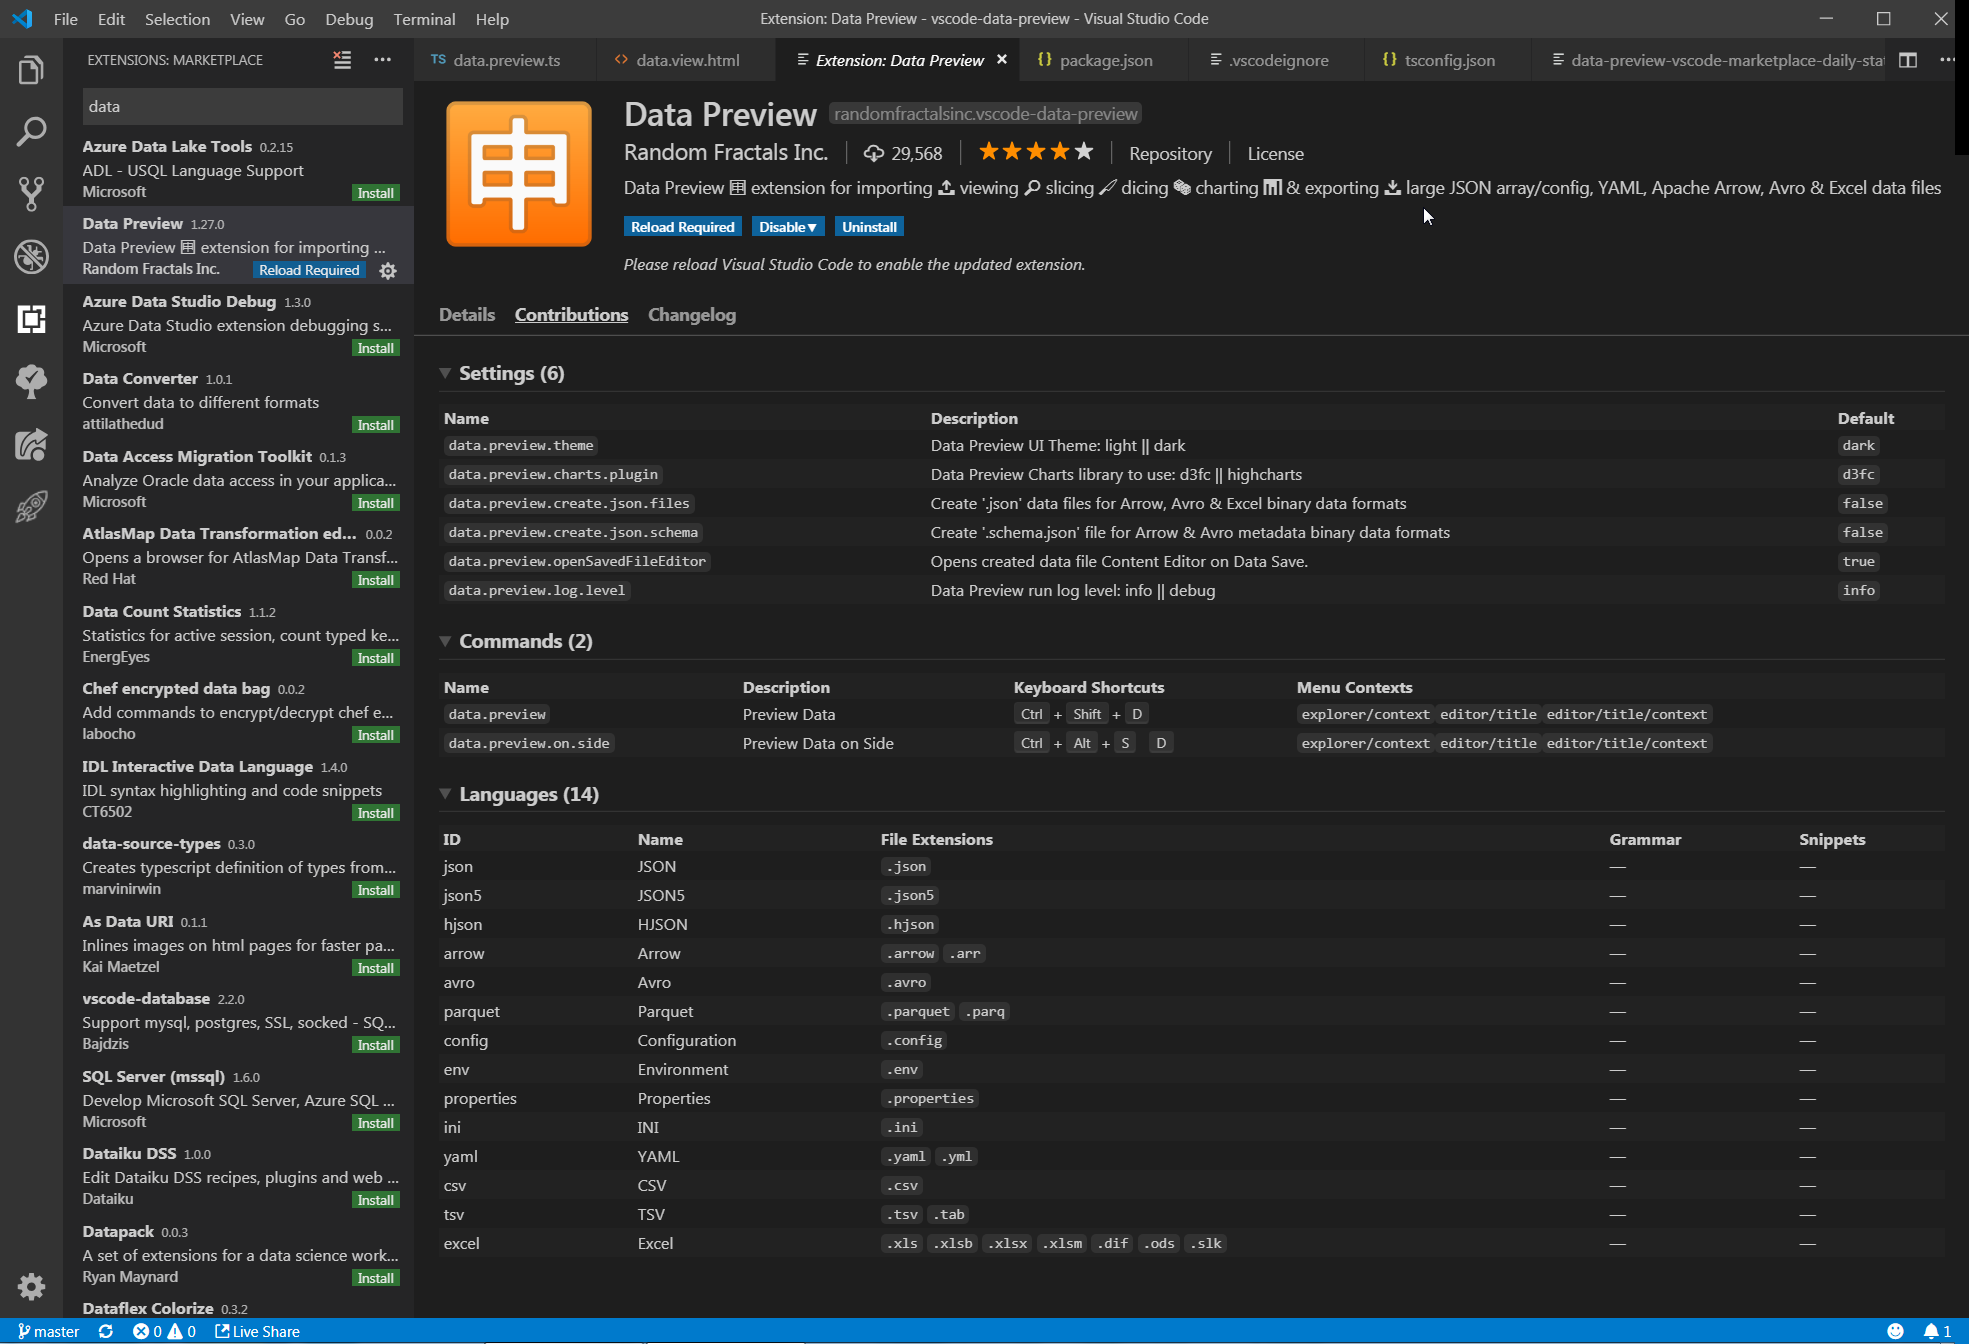 File Edit Selection View Go Debug Terminal Help
Extension: Data Preview - vscode-data-preview - Visual Studio Code
EXTENSIONS: MARKETPLACE
data
Azure Data Lake Tools 0.2.15
ADL - USQL Language Support
Microsoft Install
Data Preview 1.27.0
Data Preview extension for importing ...
Random Fractals Inc. Reload Required
Azure Data Studio Debug 1.3.0
Azure Data Studio extension debugging s...
Microsoft Install
Data Converter 1.0.1
Convert data to different formats
attilathedud Install
Data Access Migration Toolkit 0.1.3
Analyze Oracle data access in your applica...
Microsoft Install
AtlasMap Data Transformation ed... 0.0.2
Opens a browser for AtlasMap Data Transf...
Red Hat Install
Data Count Statistics 1.1.2
Statistics for active session, count typed ke...
EnergEyes Install
Chef encrypted data bag 0.0.2
Add commands to encrypt/decrypt chef e...
labocho Install
IDL Interactive Data Language 1.4.0
IDL syntax highlighting and code snippets
CT6502 Install
data-source-types 0.3.0
Creates typescript definition of types from...
marvinirwin Install
As Data URI 0.1.1
Inlines images on html pages for faster pa...
Kai Maetzel Install
vscode-database 2.2.0
Support mysql, postgres, SSL, socked - SQ...
Bajdzis Install
SQL Server (mssql) 1.6.0
Develop Microsoft SQL Server, Azure SQL ...
Microsoft Install
Dataiku DSS 1.0.0
Edit Dataiku DSS recipes, plugins and web ...
Dataiku Install
Datapack 0.0.3
A set of extensions for a data science work...
Ryan Maynard Install
Dataflex Colorize 0.3.2
TS data.preview.ts <> data.view.html Extension: Data Preview × {} package.json .vscodeignore {} tsconfig.json data-preview-vscode-marketplace-daily-sta
申
Data Preview randomfractalsinc.vscode-data-preview
Random Fractals Inc. 29,568 ★★★★★ Repository License
Data Preview extension for importing viewing slicing dicing charting & exporting large JSON array/config, YAML, Apache Arrow, Avro & Excel data files
Reload Required Disable▼ Uninstall
Please reload Visual Studio Code to enable the updated extension.
Details Contributions Changelog
Settings (6)
Name Description Default
data.preview.theme Data Preview UI Theme: light || dark dark
data.preview.charts.plugin Data Preview Charts library to use: d3fc || highcharts d3fc
data.preview.create.json.files Create '.json' data files for Arrow, Avro & Excel binary data formats false
data.preview.create.json.schema Create '.schema.json' file for Arrow & Avro metadata binary data formats false
data.preview.openSavedFileEditor Opens created data file Content Editor on Data Save. true
data.preview.log.level Data Preview run log level: info || debug info
Commands (2)
Name Description Keyboard Shortcuts Menu Contexts
data.preview Preview Data Ctrl + Shift + D explorer/context editor/title editor/title/context
data.preview.on.side Preview Data on Side Ctrl + Alt + S D explorer/context editor/title editor/title/context
Languages (14)
ID Name File Extensions Grammar Snippets
json JSON .json — —
json5 JSON5 .json5 — —
hjson HJSON .hjson — —
arrow Arrow .arrow .arr — —
avro Avro .avro — —
parquet Parquet .parquet .parq — —
config Configuration .config — —
env Environment .env — —
properties Properties .properties — —
ini INI .ini — —
yaml YAML .yaml .yml — —
csv CSV .csv — —
tsv TSV .tsv .tab — —
excel Excel .xls .xlsb .xlsx .xlsm .dif .ods .slk — —
master 0 0 Live Share 1